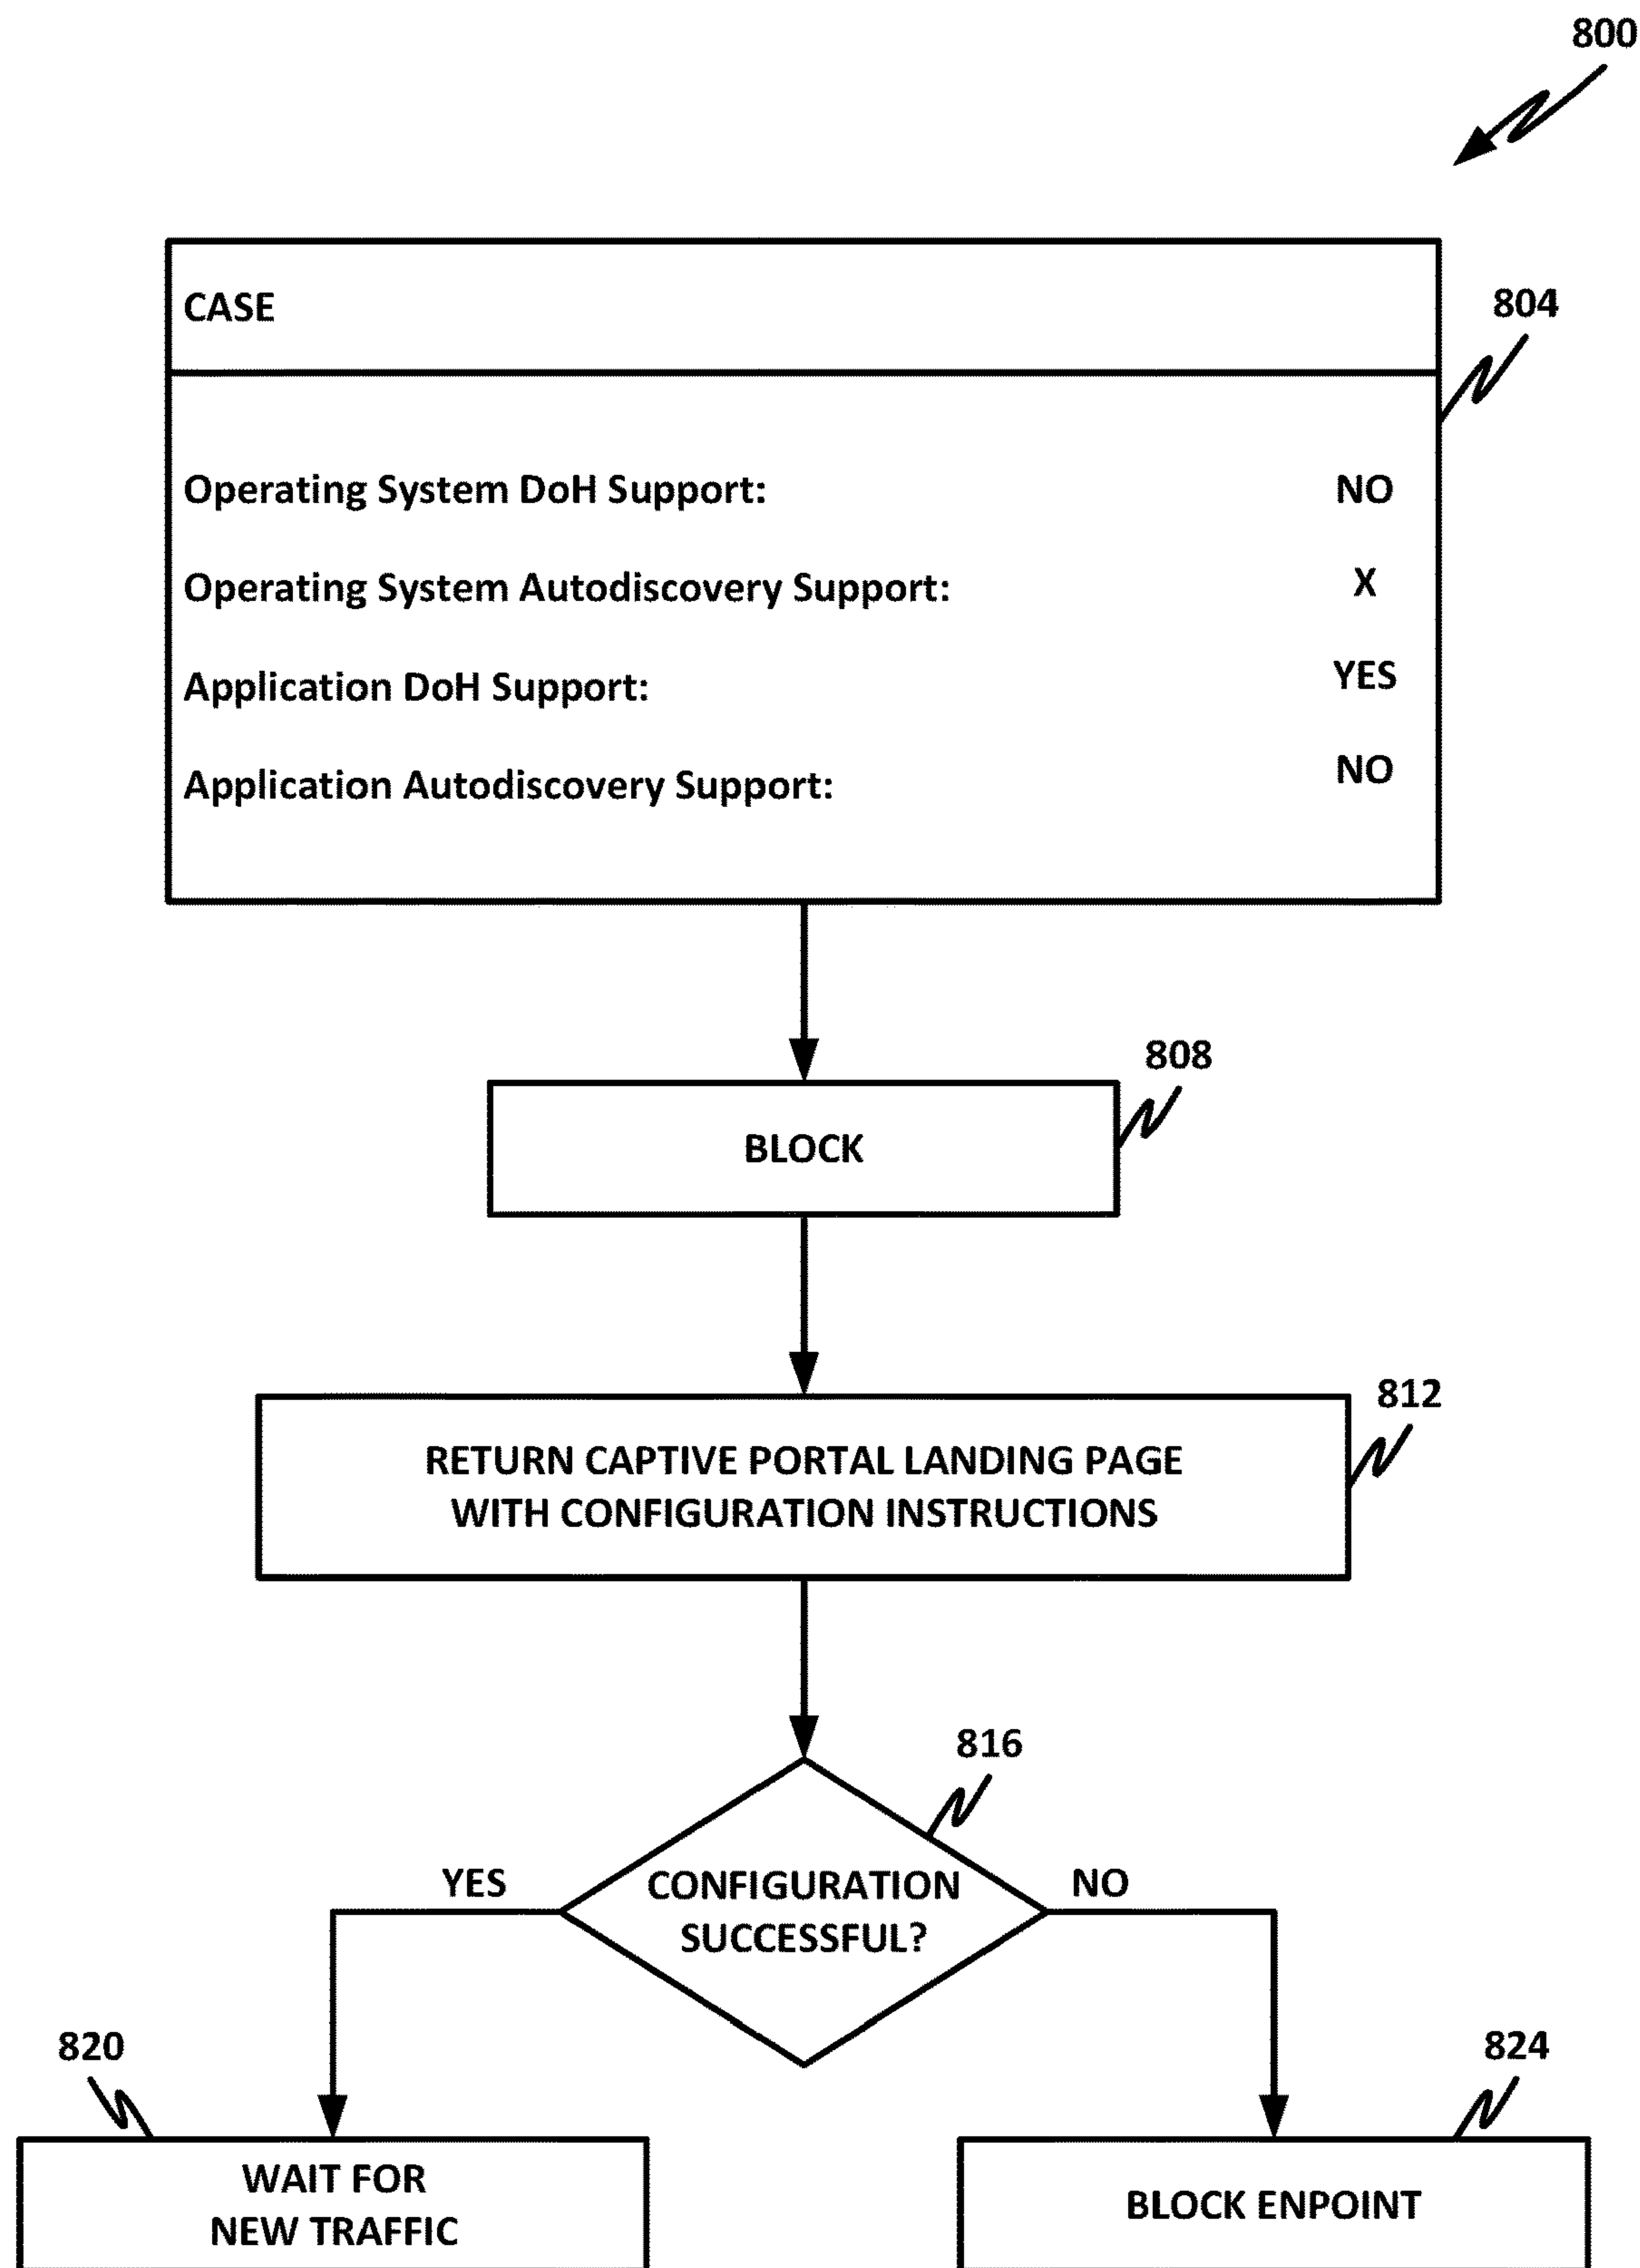 800
CASE
804
Operating System DoH Support: NO
Operating System Autodiscovery Support: X
Application DoH Support: YES
Application Autodiscovery Support: NO
808
BLOCK
812
RETURN CAPTIVE PORTAL LANDING PAGE
WITH CONFIGURATION INSTRUCTIONS
816
YES
CONFIGURATION
SUCCESSFUL?
NO
820
824
WAIT FOR
NEW TRAFFIC
BLOCK ENPOINT